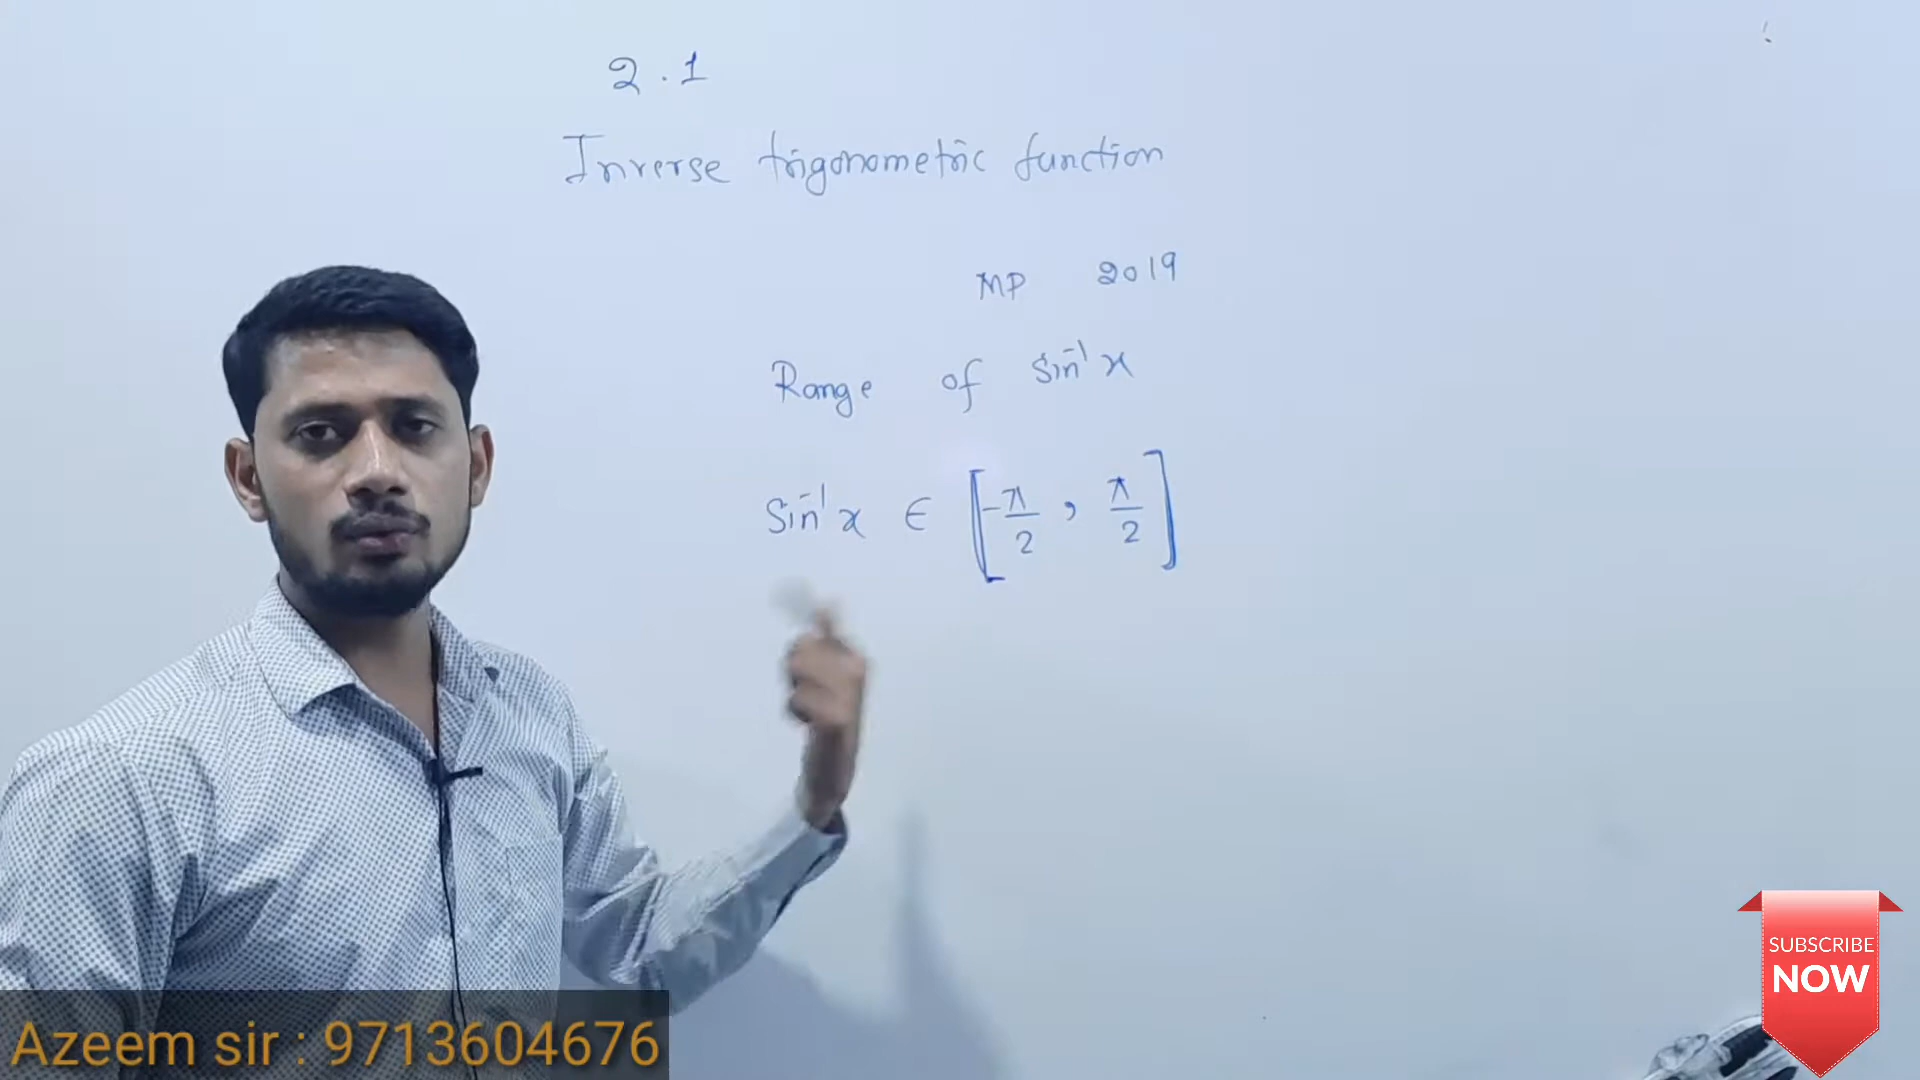 2.1
Inverse trigonometric function
MP 2019
Range of Sin⁻¹x
Sin⁻¹x ∈ [-π/2, π/2]
SUBSCRIBE
NOW
Azeem sir : 9713604676